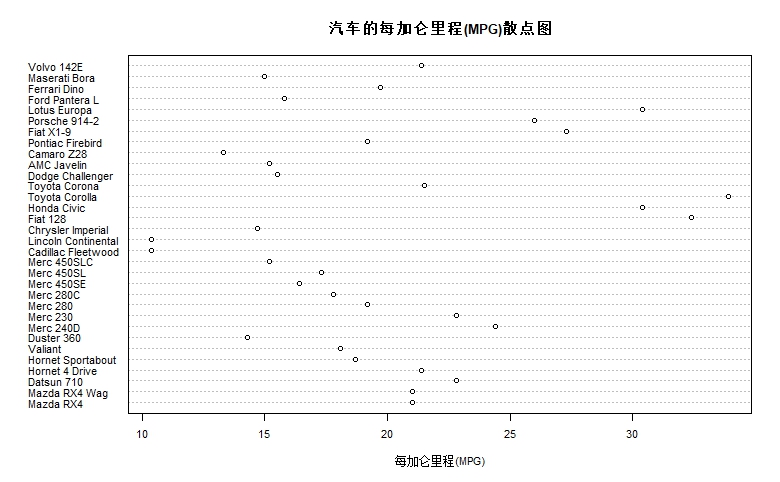 汽车的每加仑里程(MPG)散点图
Volvo 142E
Maserati Bora
Ferrari Dino
Ford Pantera L
Lotus Europa
Porsche 914-2
Fiat X1-9
Pontiac Firebird
Camaro Z28
AMC Javelin
Dodge Challenger
Toyota Corona
Toyota Corolla
Honda Civic
Fiat 128
Chrysler Imperial
Lincoln Continental
Cadillac Fleetwood
Merc 450SLC
Merc 450SL
Merc 450SE
Merc 280C
Merc 280
Merc 230
Merc 240D
Duster 360
Valiant
Hornet Sportabout
Hornet 4 Drive
Datsun 710
Mazda RX4 Wag
Mazda RX4
10 15 20 25 30
每加仑里程(MPG)